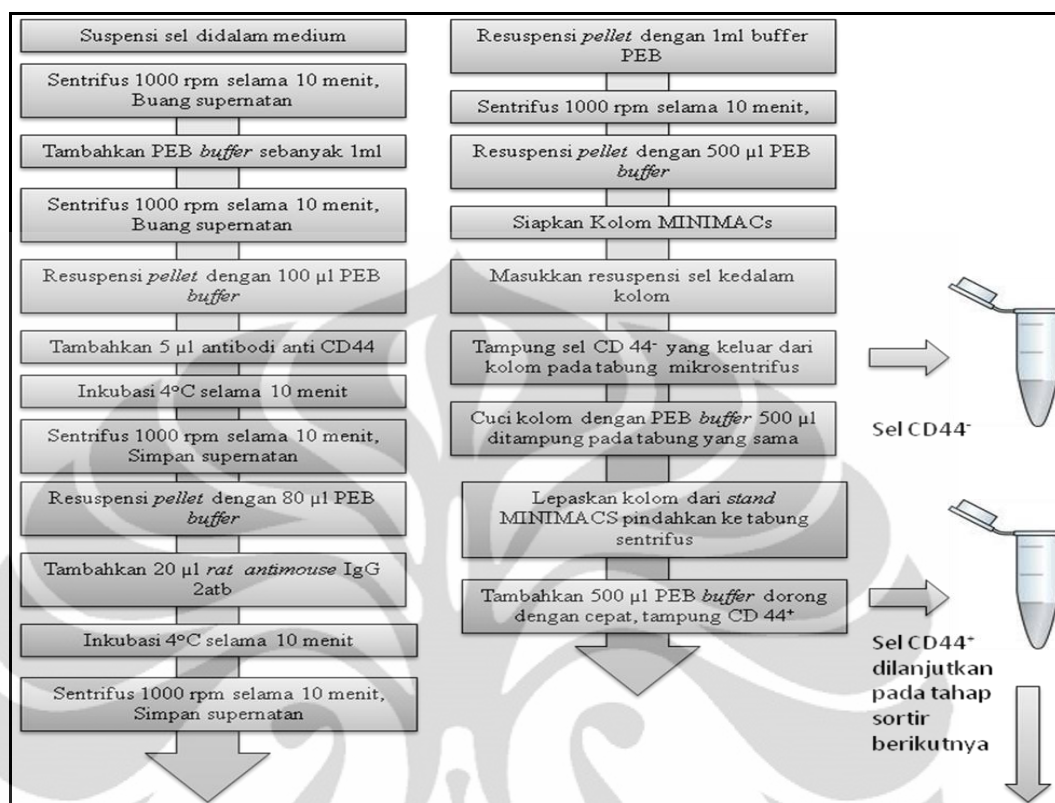 Suspensi sel didalam medium
Sentrifus 1000 rpm selama 10 menit,
Buang supernatan
Tambahkan PEB buffer sebanyak 1ml
Sentrifus 1000 rpm selama 10 menit,
Buang supernatan
Resuspensi pellet dengan 100 µl PEB
buffer
Tambahkan 5 µl antibodi anti CD44
Inkubasi 4°C selama 10 menit
Sentrifus 1000 rpm selama 10 menit,
Simpan supernatan
Resuspensi pellet dengan 80 µl PEB
buffer
Tambahkan 20 µl rat antimouse IgG
2atb
Inkubasi 4°C selama 10 menit
Sentrifus 1000 rpm selama 10 menit,
Simpan supernatan
Resuspensi pellet dengan 1ml buffer
PEB
Sentrifus 1000 rpm selama 10 menit,
Resuspensi pellet dengan 500 µl PEB
buffer
Siapkan Kolom MINIMACs
Masukkan resuspensi sel kedalam
kolom
Tampung sel CD 44⁻ yang keluar dari
kolom pada tabung mikrosentrifus
Cuci kolom dengan PEB buffer 500 µl
ditampung pada tabung yang sama
Lepaskan kolom dari stand
MINIMACS pindahkan ke tabung
sentrifus
Tambahkan 500 µl PEB buffer dorong
dengan cepat, tampung CD 44⁺
Sel CD44⁻
Sel CD44⁺
dilanjutkan
pada tahap
sortir
berikutnya